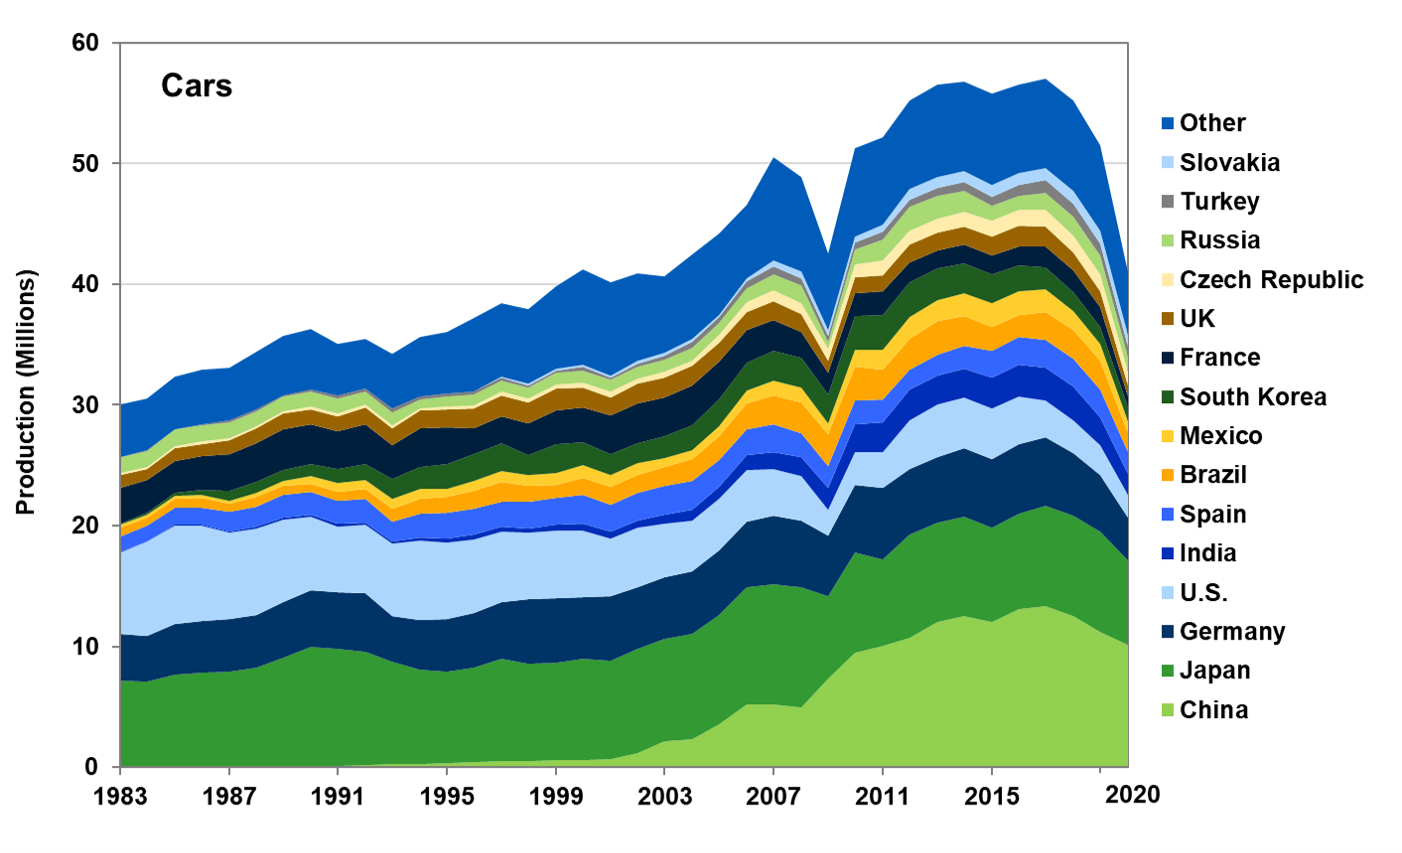 Cars
Production (Millions)
60
50
40
30
20
10
0
1983 1987 1991 1995 1999 2003 2007 2011 2015 2020
Other
Slovakia
Turkey
Russia
Czech Republic
UK
France
South Korea
Mexico
Brazil
Spain
India
U.S.
Germany
Japan
China